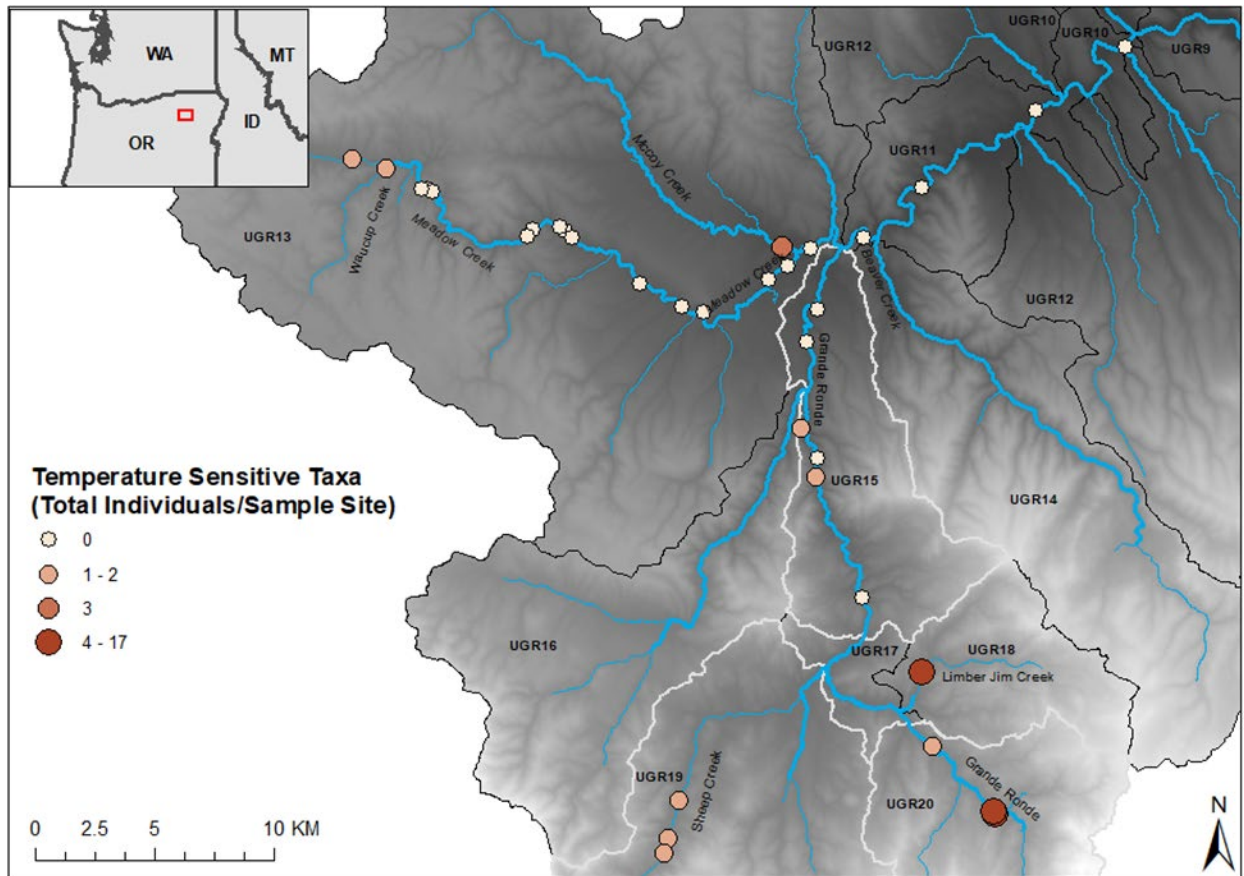 WA
MT
OR
ID
UGR10
UGR10
UGR9
UGR12
UGR11
Mccoy Creek
UGR13
Waucup Creek
Meadow Creek
Meadow Creek
Beaver Creek
UGR12
Grande Ronde
Temperature Sensitive Taxa
(Total Individuals/Sample Site)
0
1 - 2
3
4 - 17
UGR15
UGR14
UGR16
UGR17
UGR18
Limber Jim Creek
UGR19
Sheep Creek
Grande Ronde
UGR20
0 2.5 5 10 KM
N